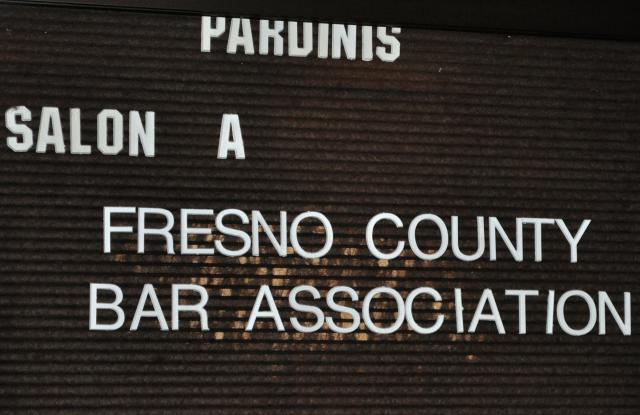 PARDINIS
SALON A
FRESNO COUNTY
BAR ASSOCIATION